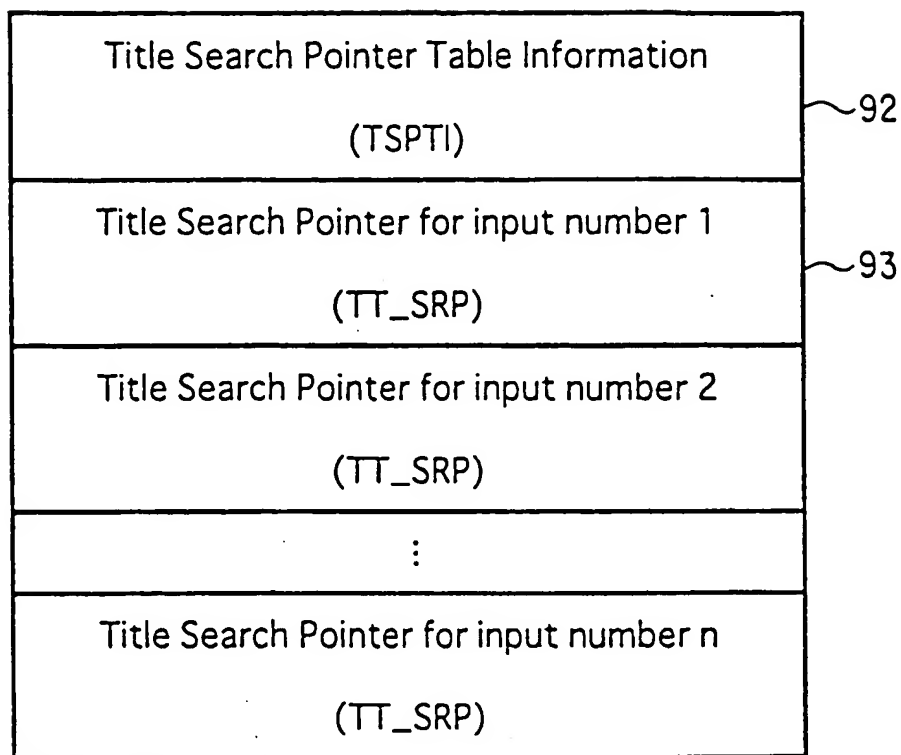 Title Search Pointer Table Information
(TSPTI)
92
Title Search Pointer for input number 1
(TT_SRP)
93
Title Search Pointer for input number 2
(TT_SRP)
⋮
Title Search Pointer for input number n
(TT_SRP)